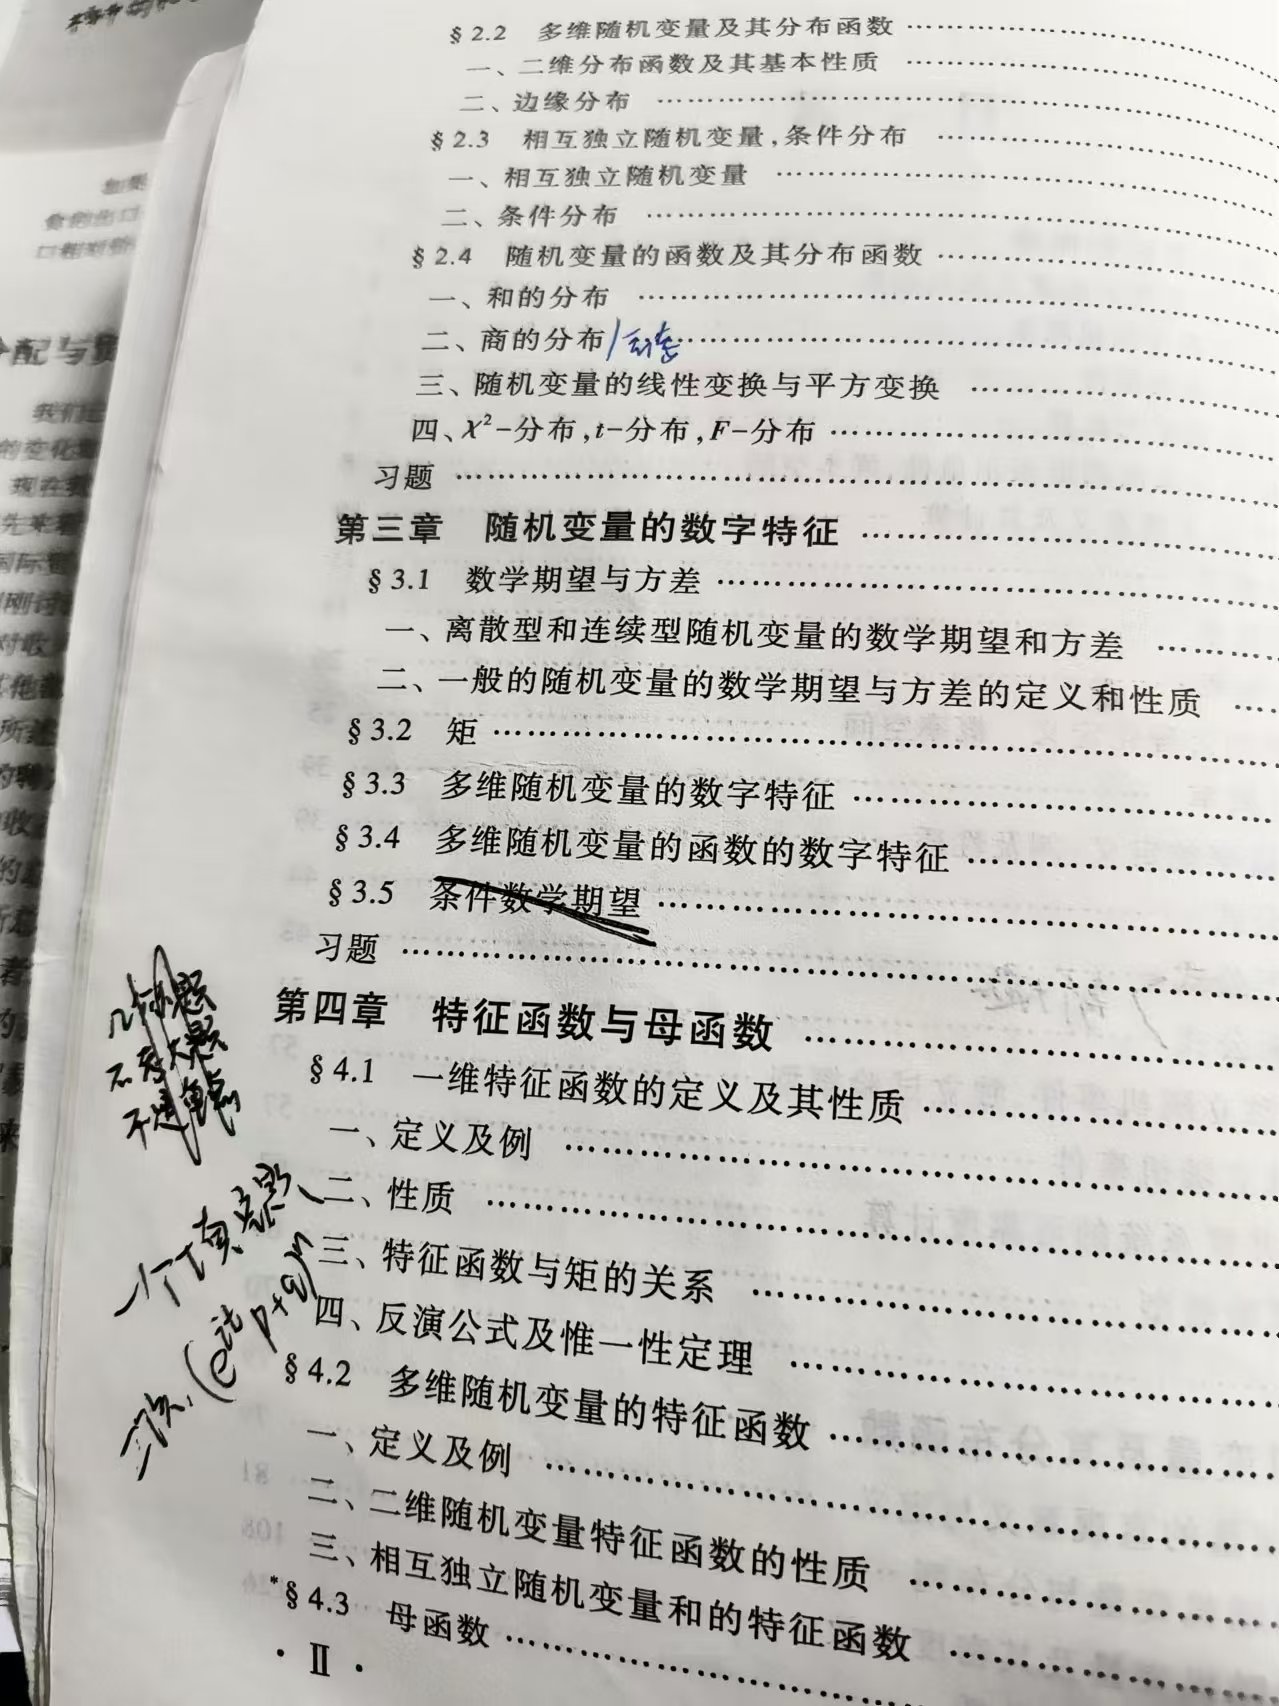 §2.2 多维随机变量及其分布函数
一、二维分布函数及其基本性质
二、边缘分布
§2.3 相互独立随机变量,条件分布
一、相互独立随机变量
二、条件分布
§2.4 随机变量的函数及其分布函数
一、和的分布
二、商的分布
三、随机变量的线性变换与平方变换
四、χ²-分布,t-分布,F-分布
习题
第三章 随机变量的数字特征
§3.1 数学期望与方差
一、离散型和连续型随机变量的数学期望和方差
二、一般的随机变量的数学期望与方差的定义和性质
§3.2 矩
§3.3 多维随机变量的数字特征
§3.4 多维随机变量的函数的数字特征
§3.5 条件数学期望
习题
第四章 特征函数与母函数
§4.1 一维特征函数的定义及其性质
一、定义及例
二、性质
三、特征函数与矩的关系
四、反演公式及惟一性定理
§4.2 多维随机变量的特征函数
一、定义及例
二、二维随机变量特征函数的性质
三、相互独立随机变量和的特征函数
*§4.3 母函数
· Ⅱ ·
不考大题
不是重点
一个填空题
二项. (e^{it}p+q)^n